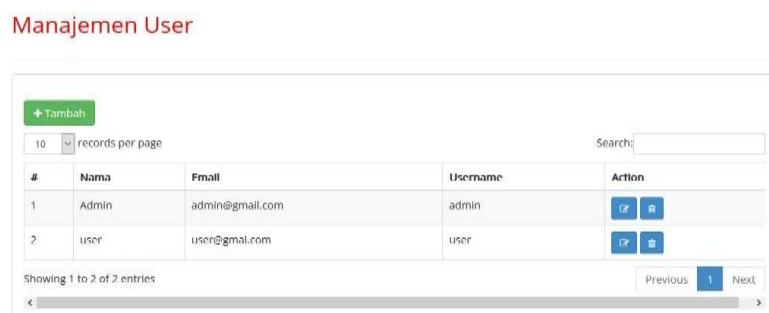 Manajemen User
+ Tambah
10 records per page Search:
# Nama Email Username Action
1 Admin admin@gmail.com admin
2 user user@gmal.com user
Showing 1 to 2 of 2 entries Previous 1 Next